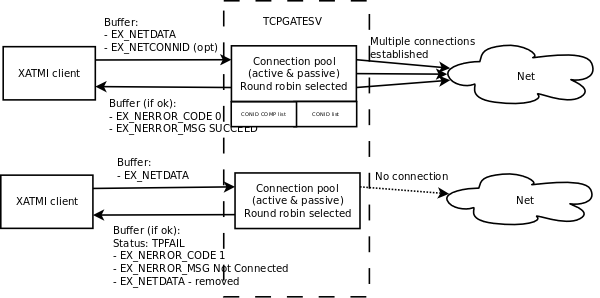 TCPGATESV
Buffer:
- EX_NETDATA
- EX_NETCONNID (opt)
XATMI client
Connection pool
(active & passive)
Round robin selected
Multiple connections
established
Net
CONID COMP list
CONID list
Buffer (if ok):
- EX_NERROR_CODE 0
- EX_NERROR_MSG SUCCEED
Buffer:
- EX_NETDATA
XATMI client
Connection pool
(active & passive)
Round robin selected
No connection
Net
Buffer (if ok):
Status: TPFAIL
- EX_NERROR_CODE 1
- EX_NERROR_MSG Not Connected
- EX_NETDATA - removed